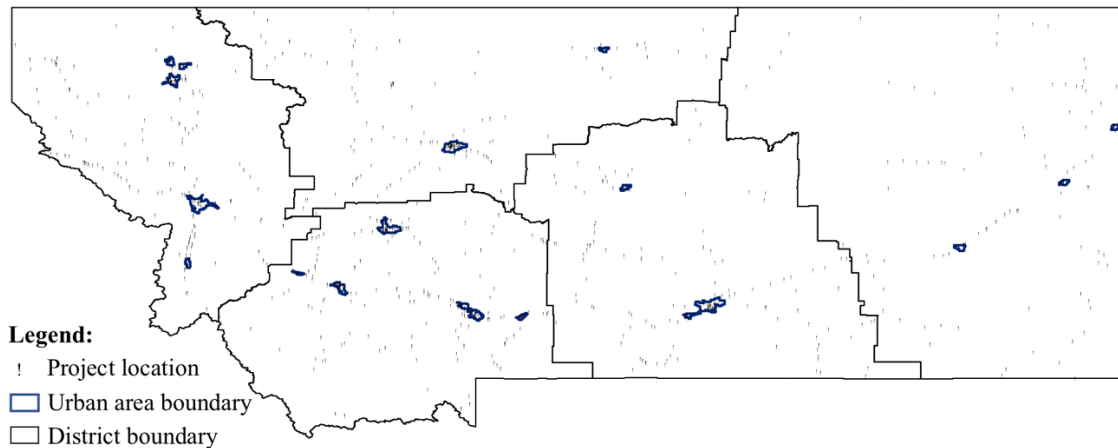 Legend:
! Project location
Urban area boundary
District boundary